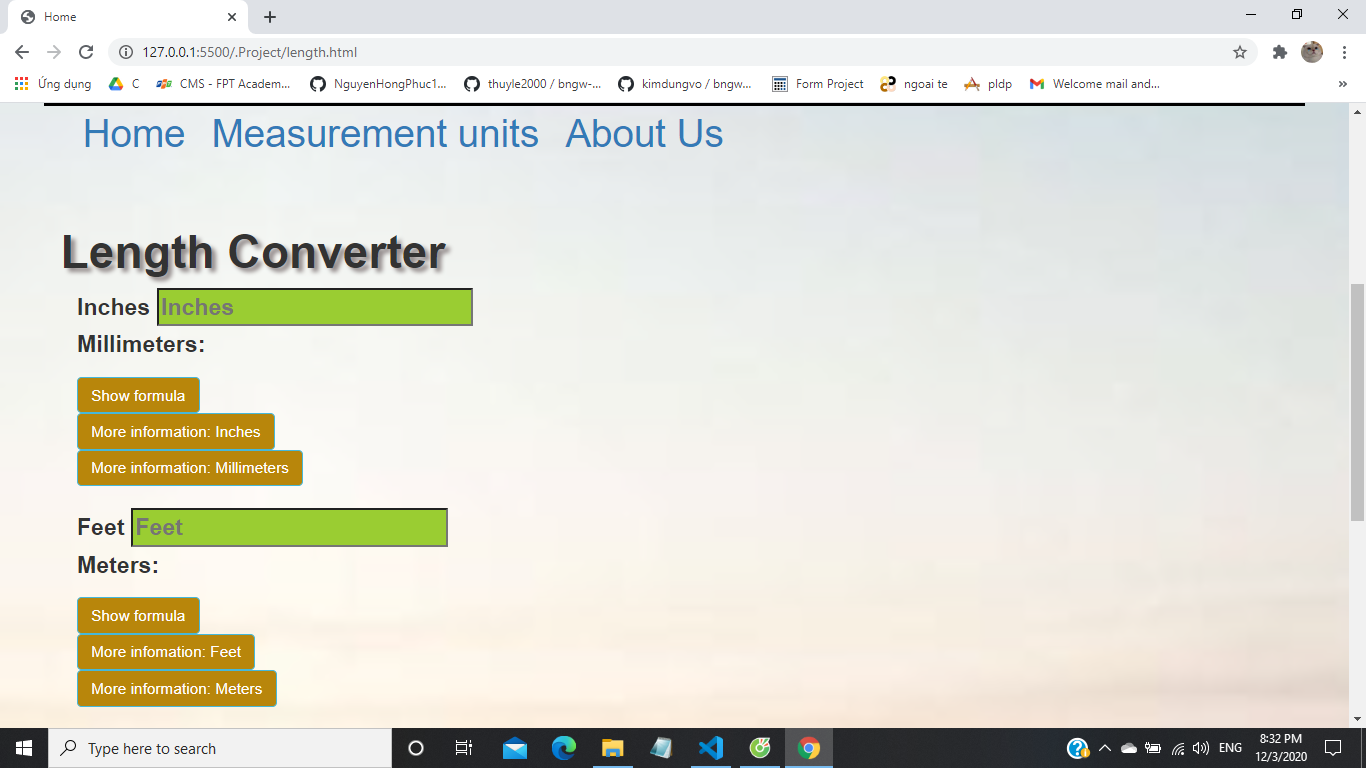 Home
127.0.0.1:5500/.Project/length.html
Ứng dụng C CMS - FPT Academ... NguyenHongPhuc1... thuyle2000 / bngw-... kimdungvo / bngw... Form Project ngoai te pldp Welcome mail and... »
Home Measurement units About Us
Length Converter
Inches Inches
Millimeters:
Show formula
More information: Inches
More information: Millimeters
Feet Feet
Meters:
Show formula
More infomation: Feet
More information: Meters
Type here to search
ENG
8:32 PM
12/3/2020